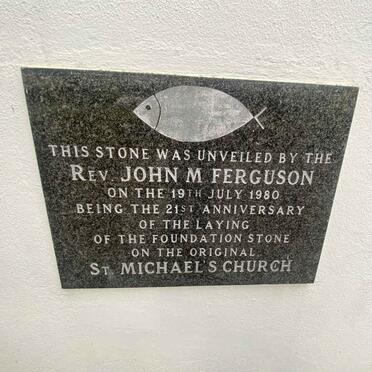 THIS STONE WAS UNVEILED BY THE
REV. JOHN M FERGUSON
ON THE 19TH JULY 1980
BEING THE 21ST ANNIVERSARY
OF THE LAYING
OF THE FOUNDATION STONE
ON THE ORIGINAL
ST MICHAEL'S CHURCH